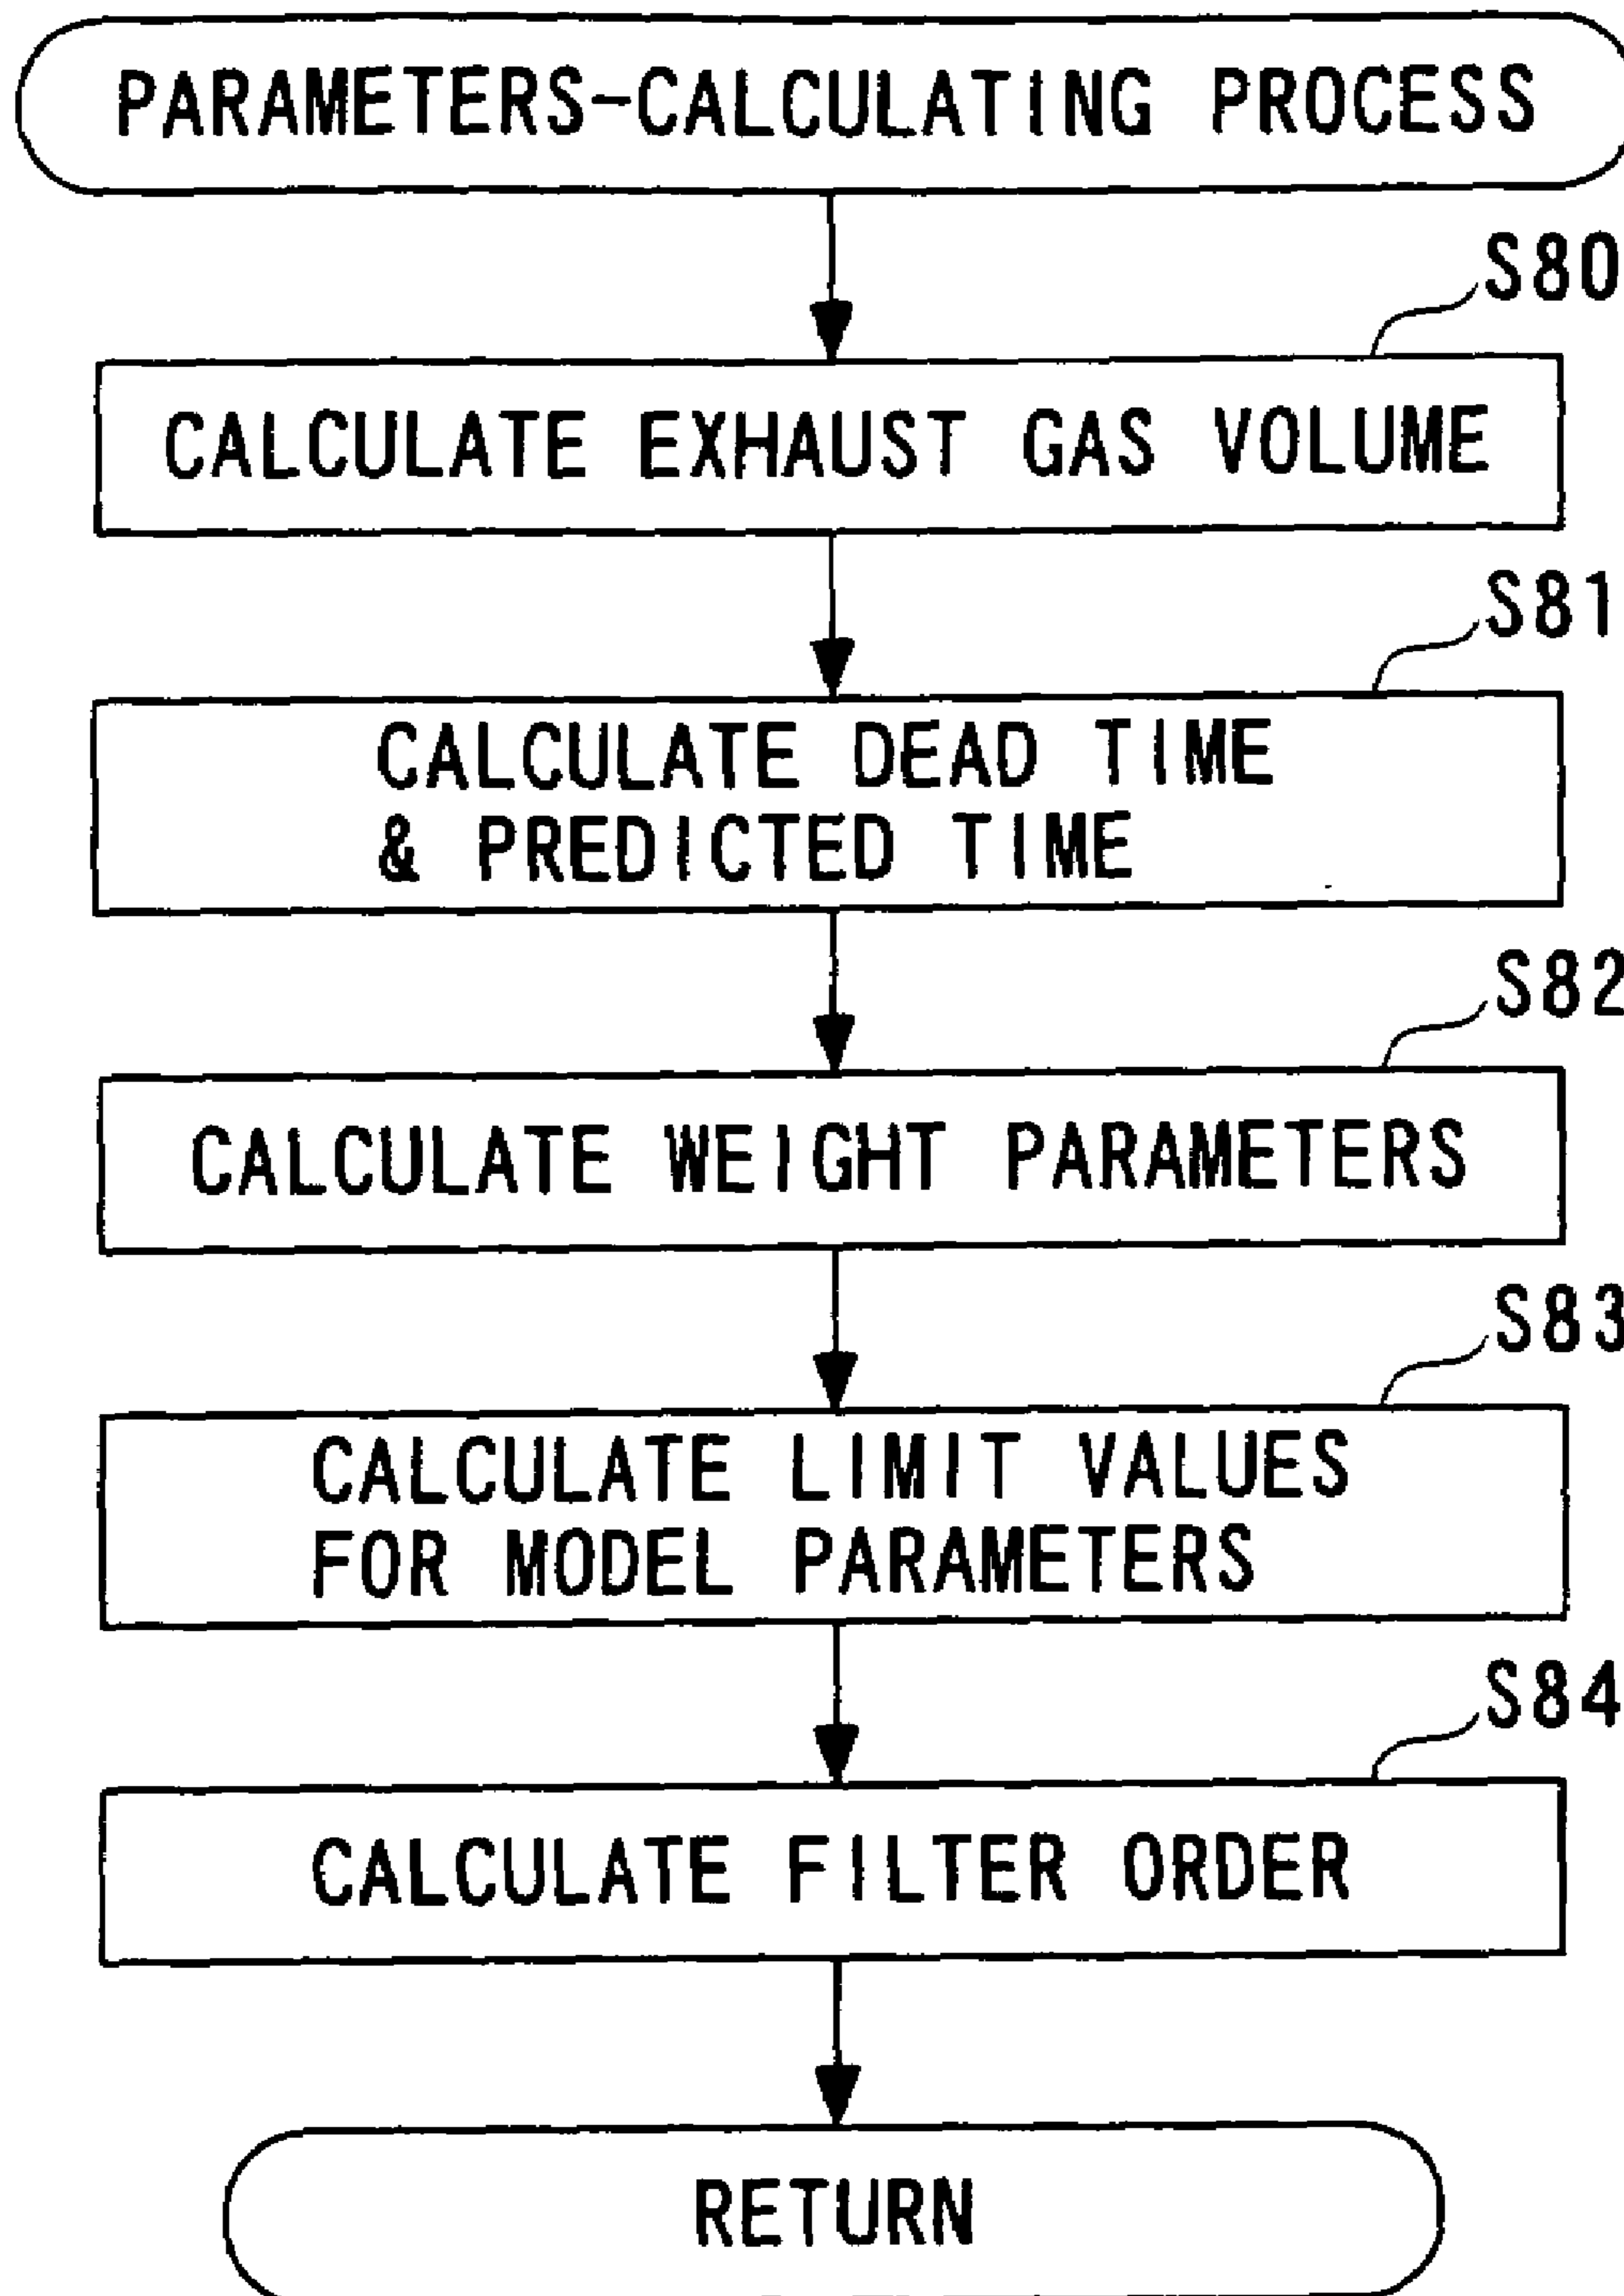 PARAMETERS-CALCULATING PROCESS
S80
CALCULATE EXHAUST GAS VOLUME
S81
CALCULATE DEAD TIME
& PREDICTED TIME
S82
CALCULATE WEIGHT PARAMETERS
S83
CALCULATE LIMIT VALUES
FOR MODEL PARAMETERS
S84
CALCULATE FILTER ORDER
RETURN